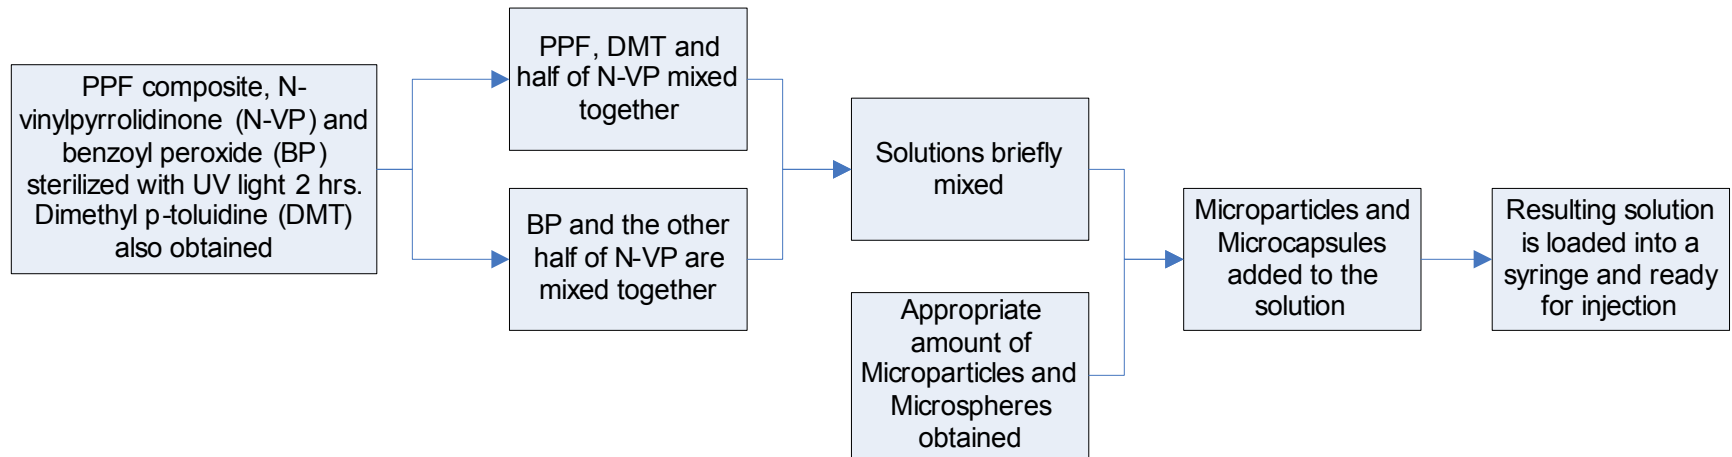 PPF composite, N-
vinylpyrrolidinone (N-VP) and
benzoyl peroxide (BP)
sterilized with UV light 2 hrs.
Dimethyl p-toluidine (DMT)
also obtained
PPF, DMT and
half of N-VP mixed
together
BP and the other
half of N-VP are
mixed together
Solutions briefly
mixed
Appropriate
amount of
Microparticles and
Microspheres
obtained
Microparticles and
Microcapsules
added to the
solution
Resulting solution
is loaded into a
syringe and ready
for injection